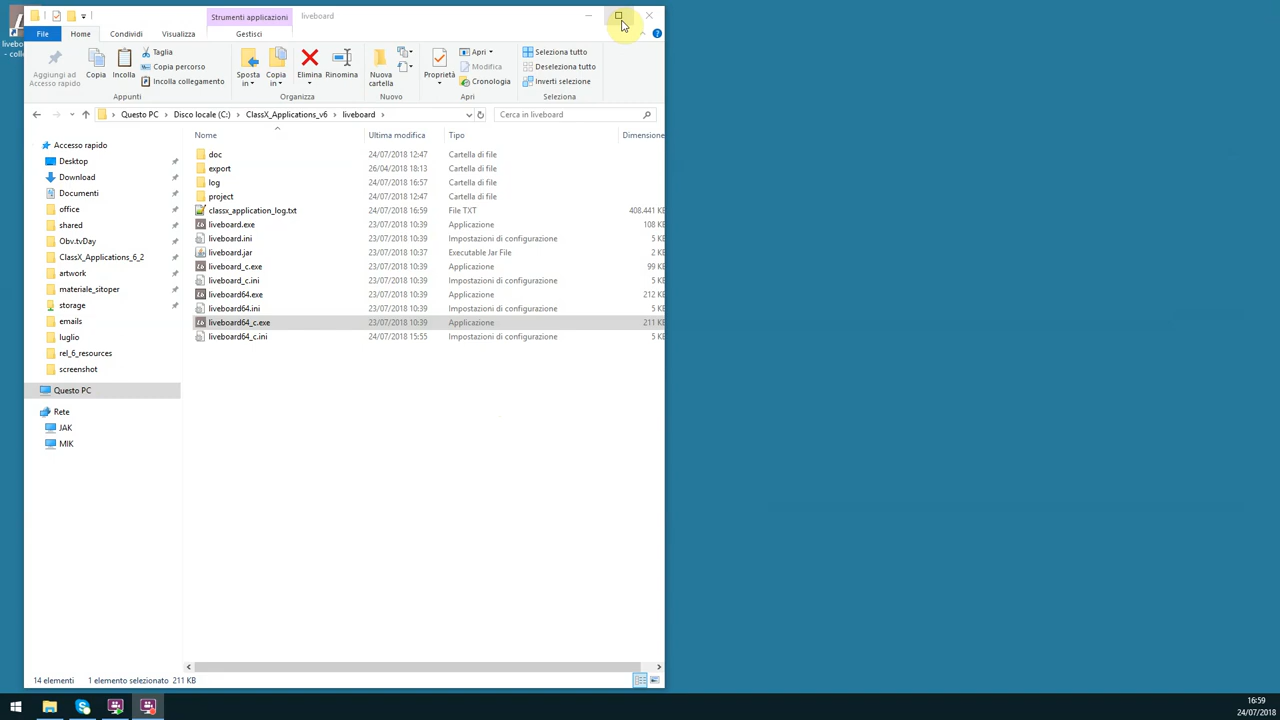 liveboard
- colle
Strumenti applicazioni liveboard
File Home Condividi Visualizza Gestisci
Aggiungi ad
Accesso rapido
Copia
Incolla
Taglia
Copia percorso
Incolla collegamento
Appunti
Sposta
in
Copia
in
Elimina
Rinomina
Organizza
Nuova
cartella
Nuovo
Proprietà
Apri
Modifica
Cronologia
Apri
Seleziona tutto
Deseleziona tutto
Inverti selezione
Seleziona
Questo PC Disco locale (C:) ClassX_Applications_v6 liveboard
Cerca in liveboard
Accesso rapido
Desktop
Download
Documenti
office
shared
Obv.tvDay
ClassX_Applications_6_2
artwork
materiale_sitoper
storage
emails
luglio
rel_6_resources
screenshot
Questo PC
Rete
JAK
MIK
Nome Ultima modifica Tipo Dimensione
doc 24/07/2018 12:47 Cartella di file
export 26/04/2018 18:13 Cartella di file
log 24/07/2018 16:57 Cartella di file
project 24/07/2018 12:47 Cartella di file
classx_application_log.txt 24/07/2018 16:59 File TXT 408.441 KB
liveboard.exe 23/07/2018 10:39 Applicazione 108 KB
liveboard.ini 23/07/2018 10:39 Impostazioni di configurazione 5 KB
liveboard.jar 23/07/2018 10:37 Executable Jar File 2 KB
liveboard_c.exe 23/07/2018 10:39 Applicazione 99 KB
liveboard_c.ini 23/07/2018 10:39 Impostazioni di configurazione 5 KB
liveboard64.exe 23/07/2018 10:39 Applicazione 212 KB
liveboard64.ini 23/07/2018 10:39 Impostazioni di configurazione 5 KB
liveboard64_c.exe 23/07/2018 10:39 Applicazione 211 KB
liveboard64_c.ini 24/07/2018 15:55 Impostazioni di configurazione 5 KB
14 elementi 1 elemento selezionato 211 KB
16:59
24/07/2018